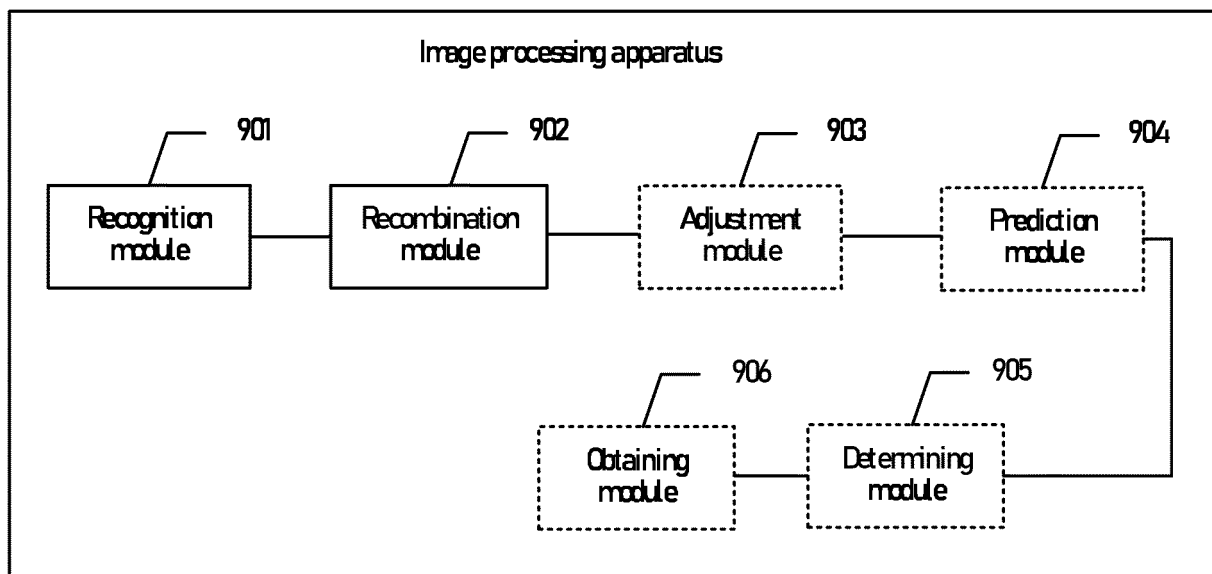 Image processing apparatus
901
902
903
904
Recognition
module
Recombination
module
Adjustment
module
Prediction
module
906
905
Obtaining
module
Determining
module